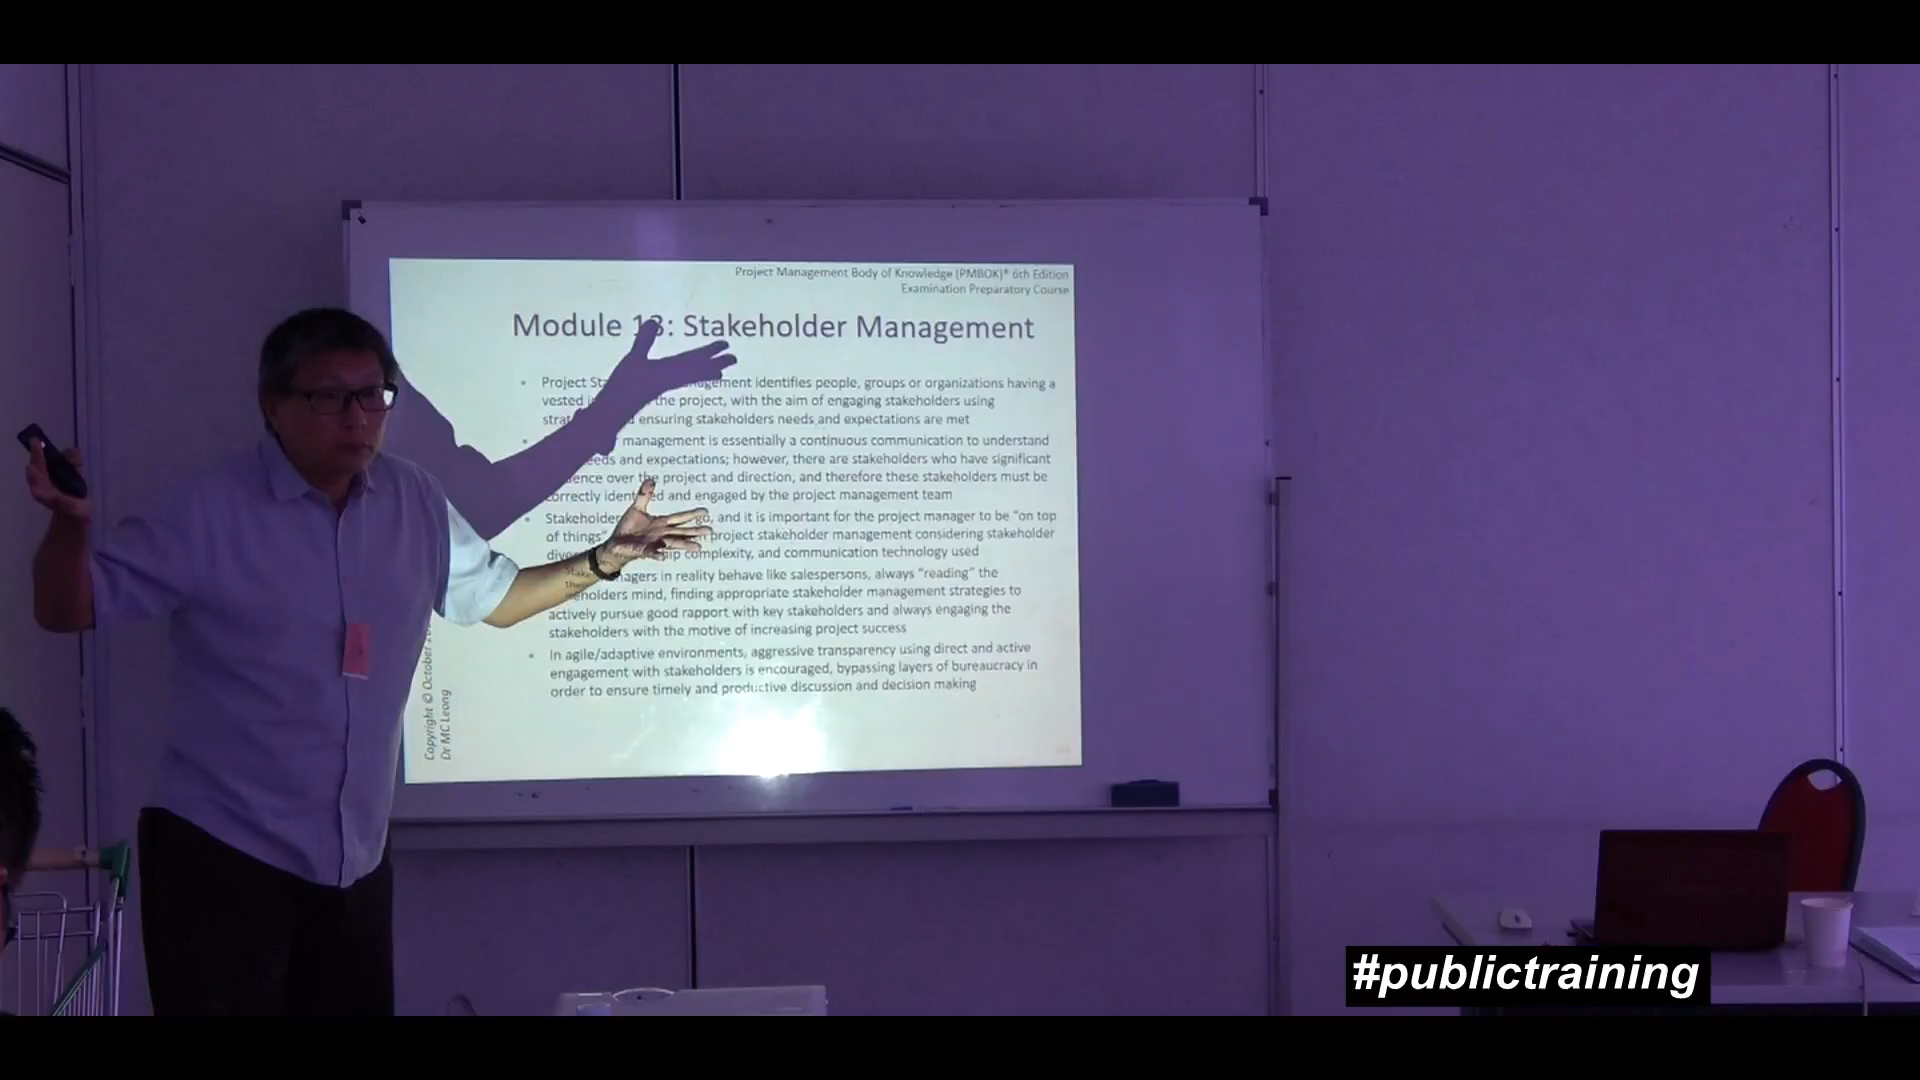 Project Management Body of Knowledge (PMBOK)® 6th Edition
Examination Preparatory Course
Module 13: Stakeholder Management
• Project Sta gement identifies people, groups or organizations having a
vested the project, with the aim of engaging stakeholders using
ensuring stakeholders needs and expectations are met
• management is essentially a continuous communication to understand
and expectations; however, there are stakeholders who have significant
over the project and direction, and therefore these stakeholders must be
correctly and engaged by the project management team
• Stakeholder go, and it is important for the project manager to be "on top
of things" project stakeholder management considering stakeholder
complexity, and communication technology used
in reality behave like salespersons, always "reading" the
mind, finding appropriate stakeholder management strategies to
actively pursue good rapport with key stakeholders and always engaging the
stakeholders with the motive of increasing project success
• In agile/adaptive environments, aggressive transparency using direct and active
engagement with stakeholders is encouraged, bypassing layers of bureaucracy in
order to ensure timely and productive discussion and decision making
Copyright © October
Dr MC Leong
#publictraining